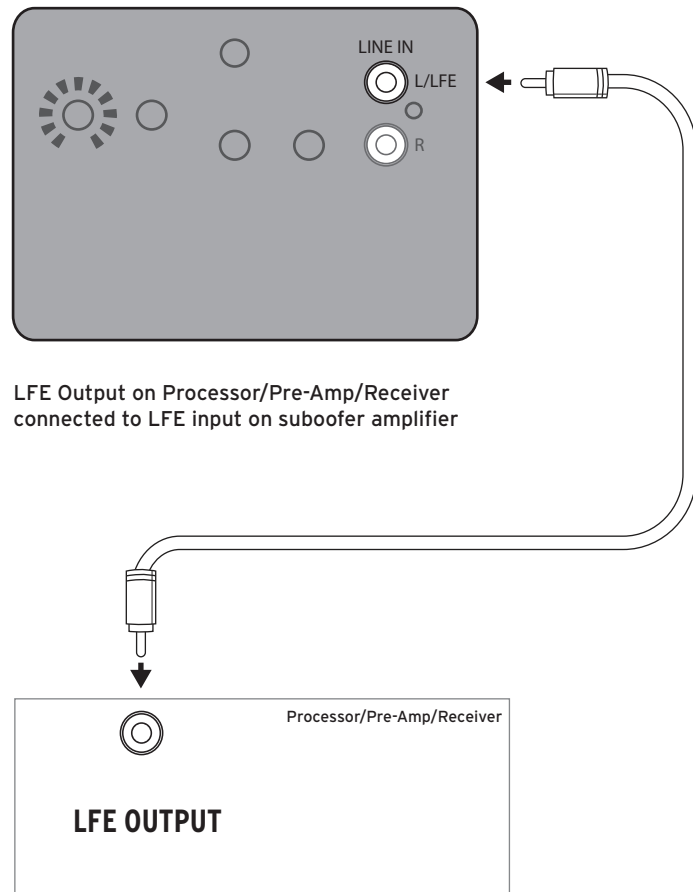 LINE IN
L/LFE
R
LFE Output on Processor/Pre-Amp/Receiver
connected to LFE input on suboofer amplifier
Processor/Pre-Amp/Receiver
LFE OUTPUT